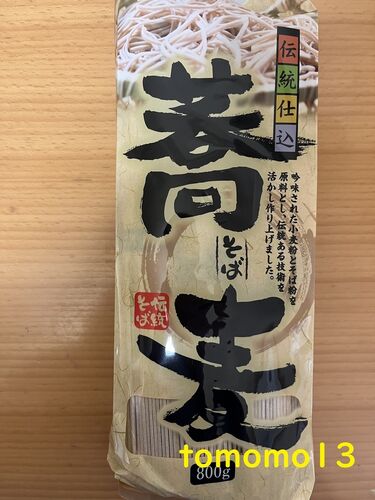 伝統仕込
蕎麦
そば
吟味された小麦粉とそば粉を
原料とし、伝統ある技術を
活かし作り上げました。
伝統
そば
800g
tomomo13